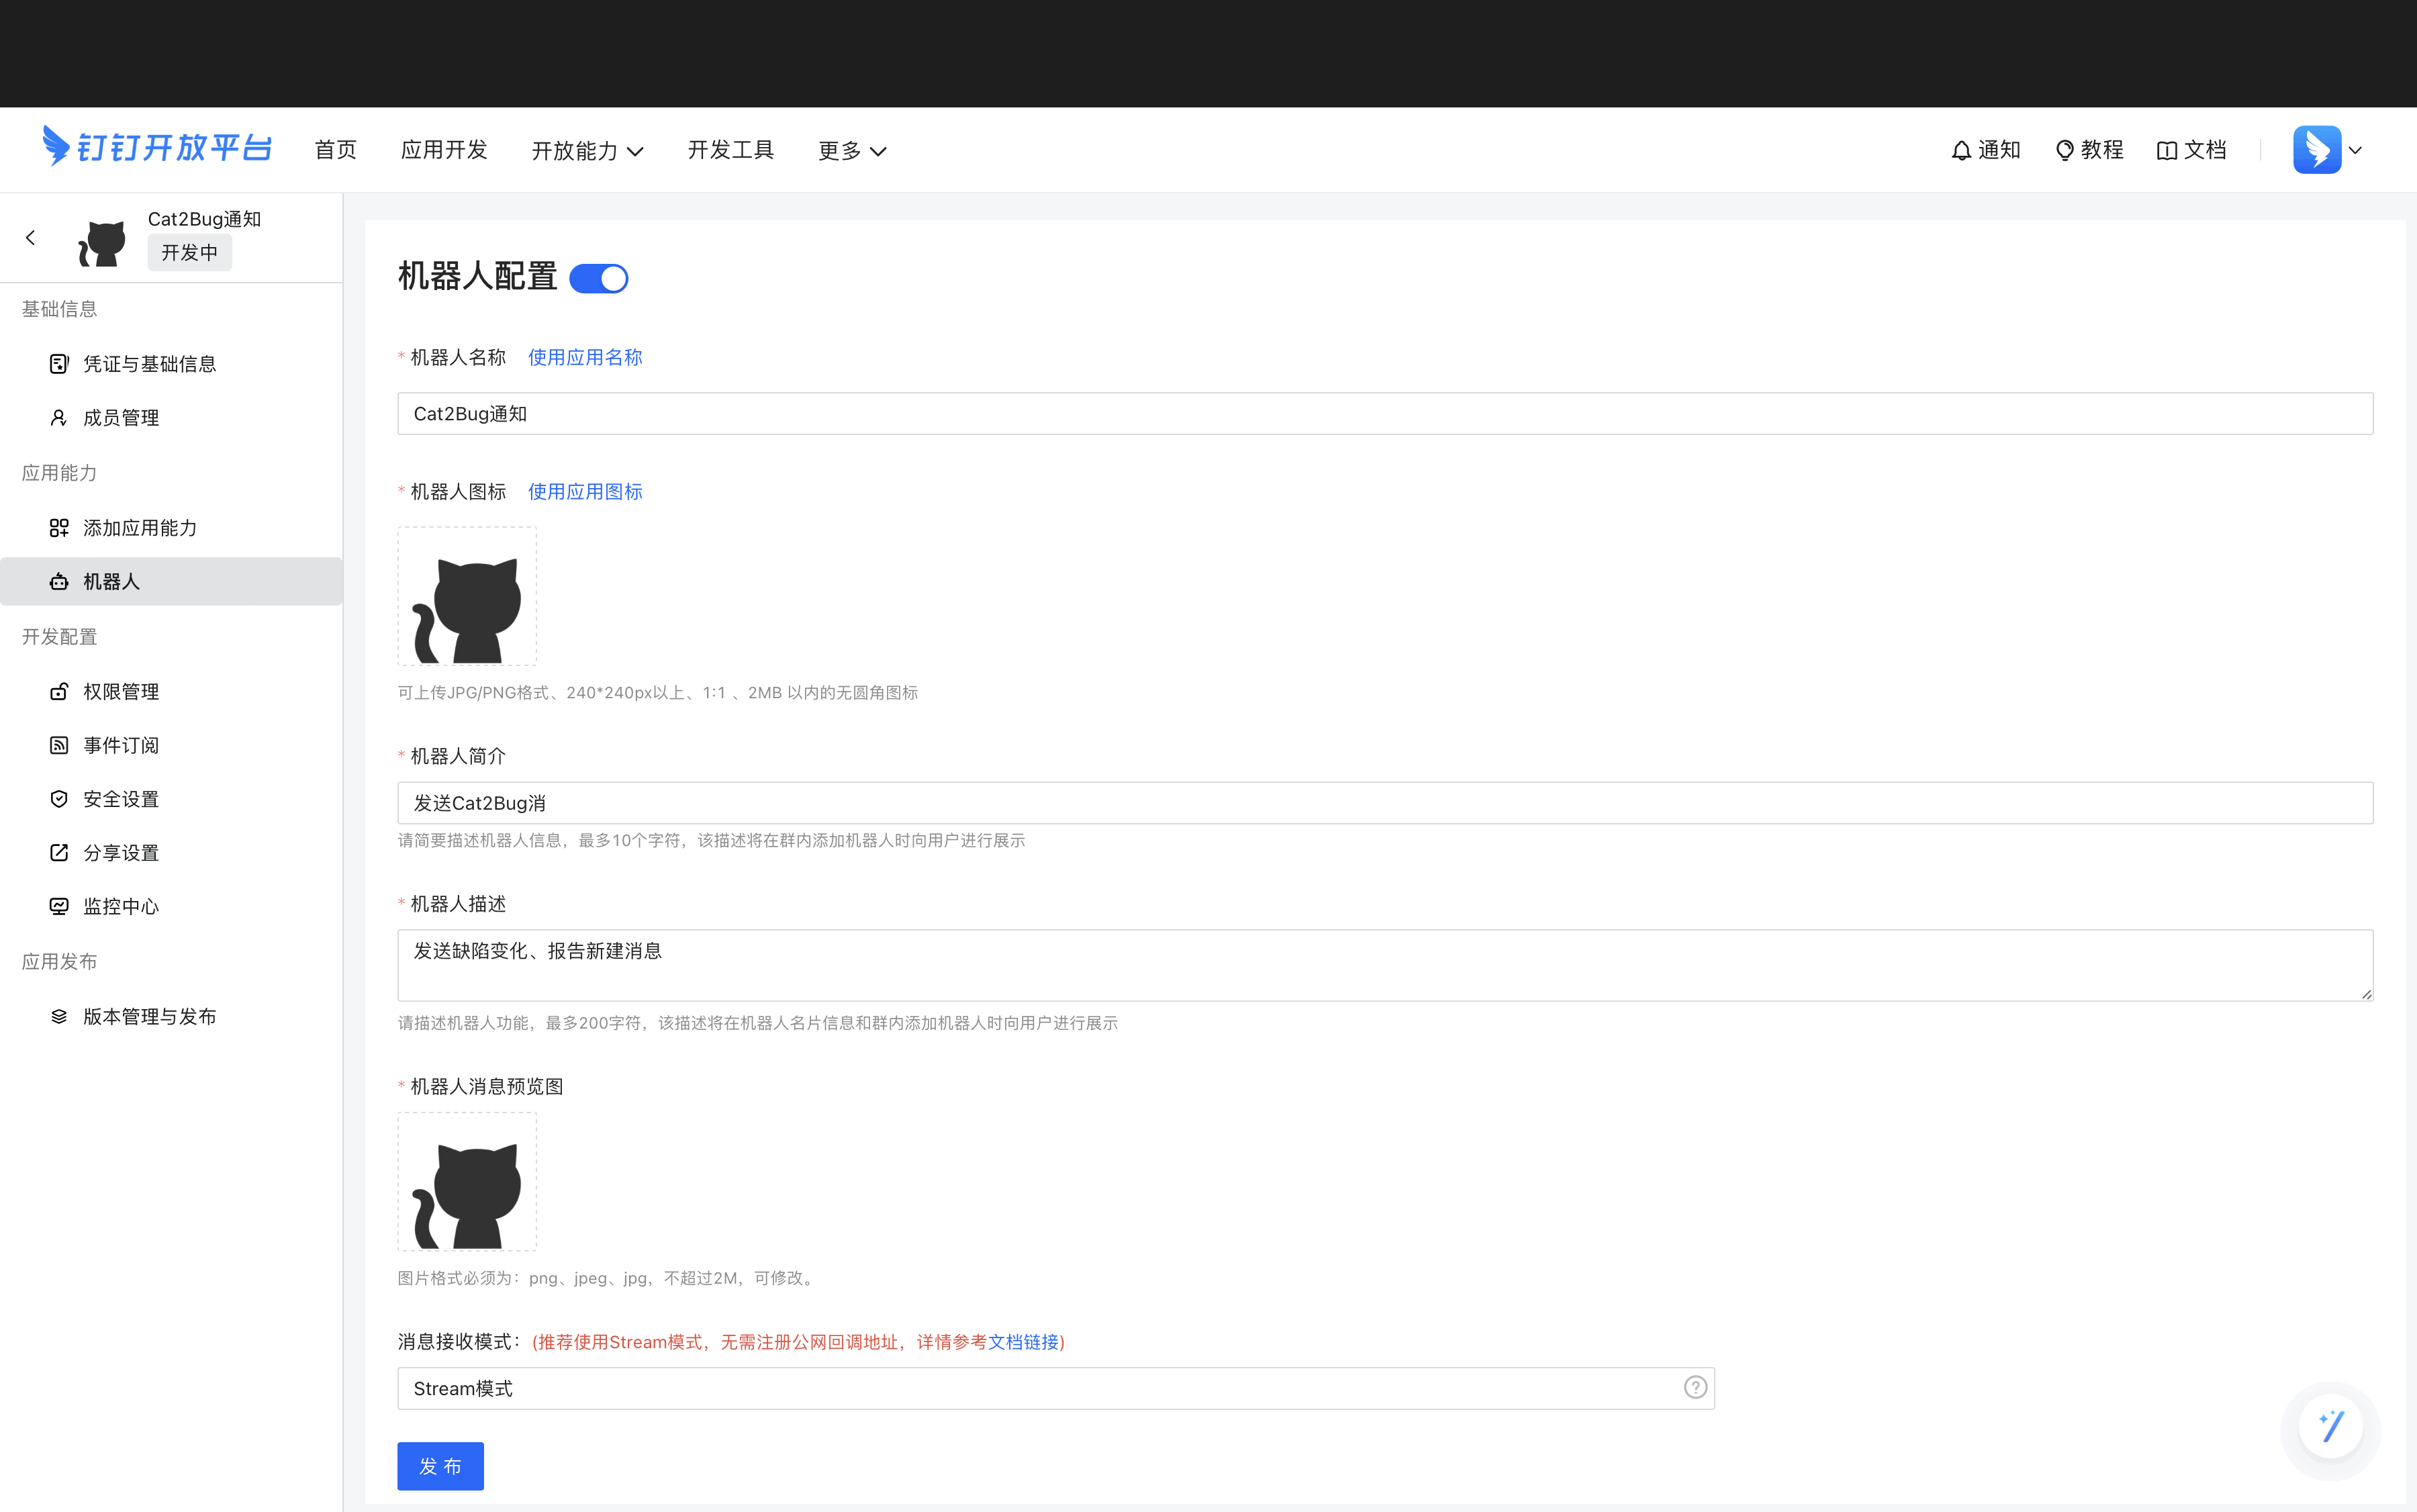 钉钉开放平台
首页 应用开发 开放能力 开发工具 更多 通知 教程 文档
Cat2Bug通知
开发中
基础信息
凭证与基础信息
成员管理
应用能力
添加应用能力
机器人
开发配置
权限管理
事件订阅
安全设置
分享设置
监控中心
应用发布
版本管理与发布
机器人配置
*机器人名称 使用应用名称
Cat2Bug通知
*机器人图标 使用应用图标
可上传JPG/PNG格式、240*240px以上、1:1 、2MB 以内的无圆角图标
*机器人简介
发送Cat2Bug消
请简要描述机器人信息，最多10个字符，该描述将在群内添加机器人时向用户进行展示
*机器人描述
发送缺陷变化、报告新建消息
请描述机器人功能，最多200字符，该描述将在机器人名片信息和群内添加机器人时向用户进行展示
*机器人消息预览图
图片格式必须为：png、jpeg、jpg，不超过2M，可修改。
消息接收模式：(推荐使用Stream模式，无需注册公网回调地址，详情参考文档链接)
Stream模式
发 布